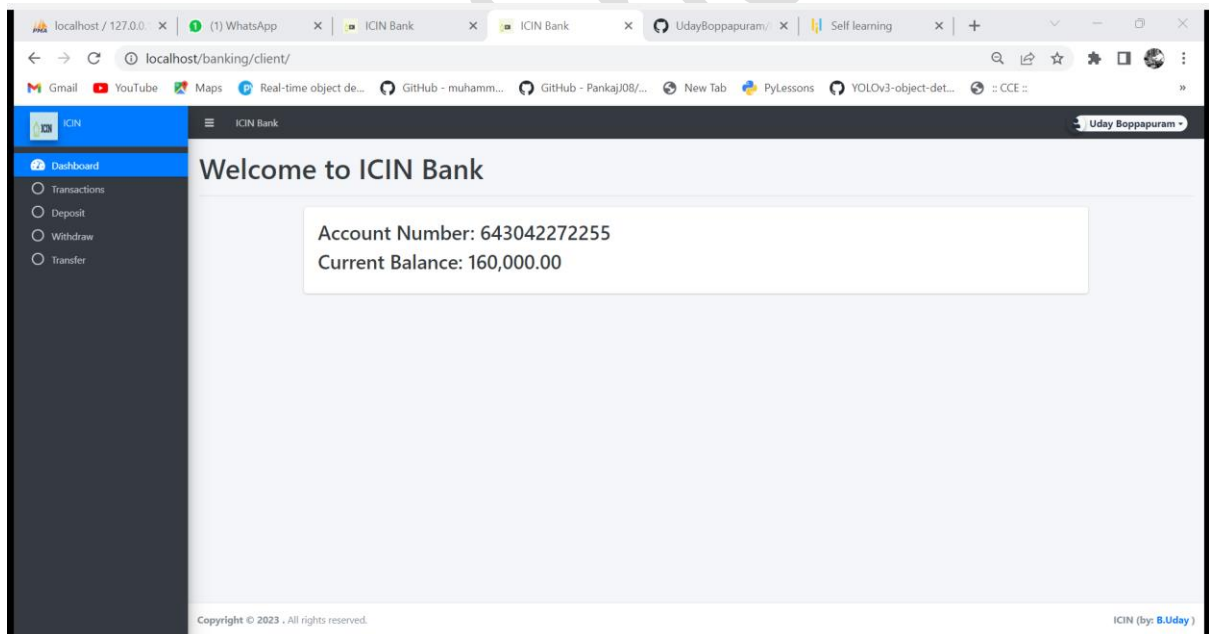 localhost / 127.0.0. (1) WhatsApp ICIN Bank ICIN Bank UdayBoppapuram/ Self learning
localhost/banking/client/
Gmail YouTube Maps Real-time object de... GitHub - muhamm... GitHub - PankajJ08/... New Tab PyLessons YOLOv3-object-det... :: CCE :: »
ICIN ICIN Bank Uday Boppapuram
Dashboard
Transactions
Deposit
Withdraw
Transfer
Welcome to ICIN Bank
Account Number: 643042272255
Current Balance: 160,000.00
Copyright © 2023 . All rights reserved. ICIN (by: B.Uday )